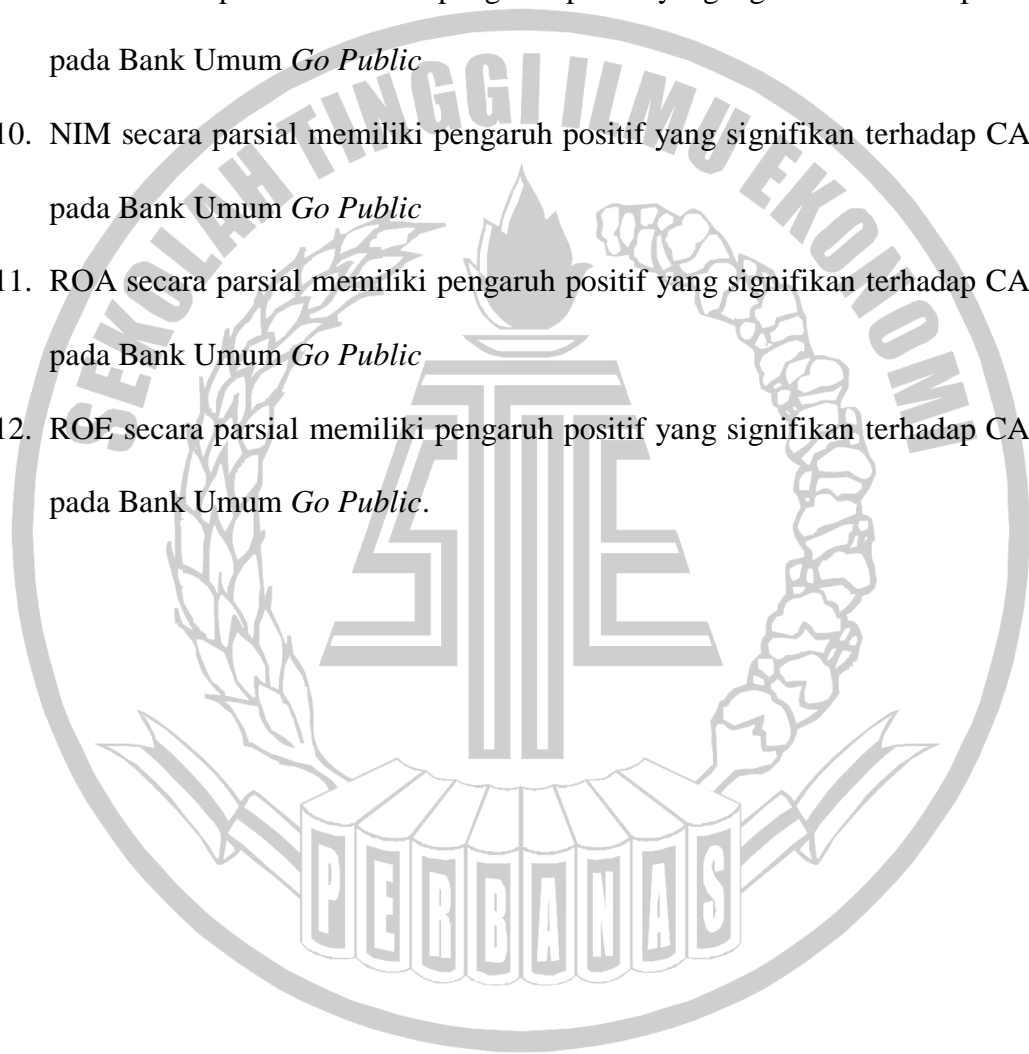 pada Bank Umum Go Public
10. NIM secara parsial memiliki pengaruh positif yang signifikan terhadap CA
pada Bank Umum Go Public
11. ROA secara parsial memiliki pengaruh positif yang signifikan terhadap CA
pada Bank Umum Go Public
12. ROE secara parsial memiliki pengaruh positif yang signifikan terhadap CA
pada Bank Umum Go Public.
SEKOLAH TINGGI ILMU EKONOM
STIE
PERBANAS